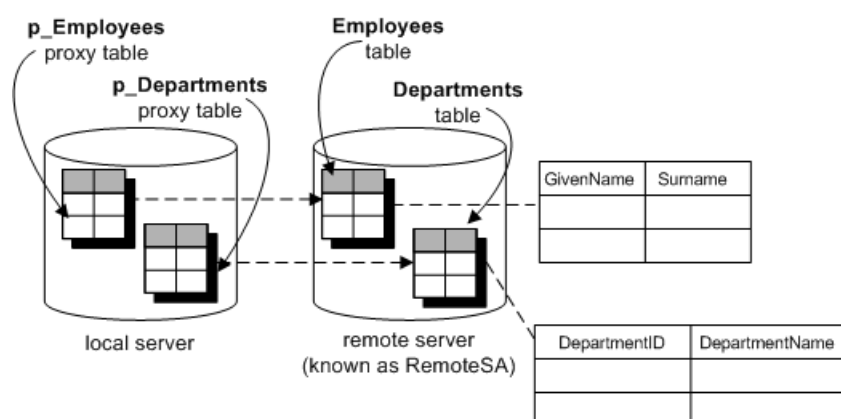 p_Employees
proxy table
p_Departments
proxy table
Employees
table
Departments
table
GivenName Surname
local server
remote server
(known as RemoteSA)
DepartmentID DepartmentName